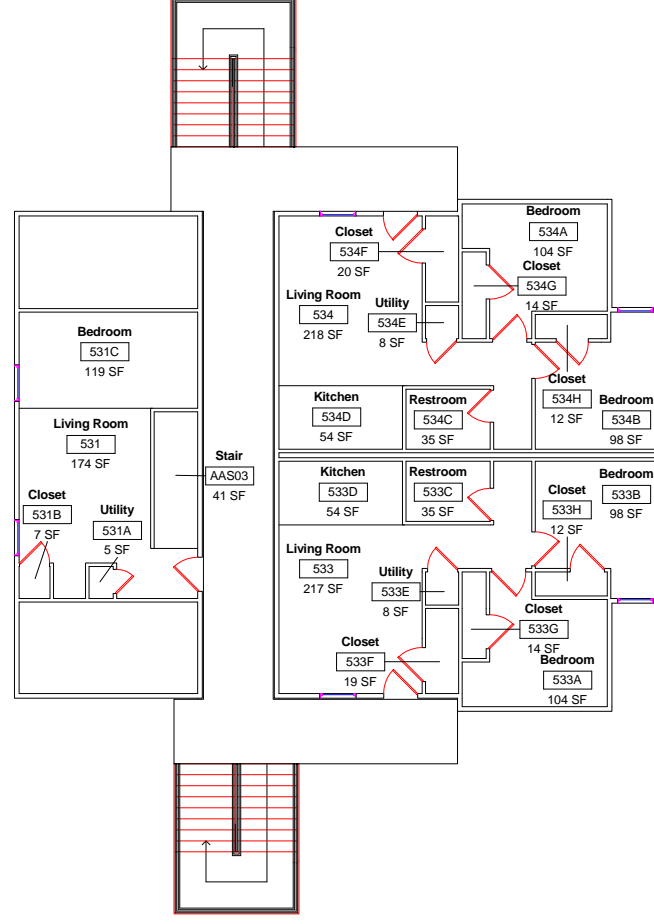 Bedroom
534A
104 SF
Closet
534F
20 SF
Closet
534G
14 SF
Living Room
534
218 SF
Utility
534E
8 SF
Bedroom
531C
119 SF
Closet
534H
12 SF
Kitchen
534D
54 SF
Restroom
534C
35 SF
Bedroom
534B
98 SF
Living Room
531
174 SF
Stair
AAS03
41 SF
Kitchen
533D
54 SF
Restroom
533C
35 SF
Bedroom
533B
98 SF
Closet
533H
12 SF
Closet
531B
7 SF
Utility
531A
5 SF
Living Room
533
217 SF
Utility
533E
8 SF
Closet
533G
14 SF
Closet
533F
19 SF
Bedroom
533A
104 SF